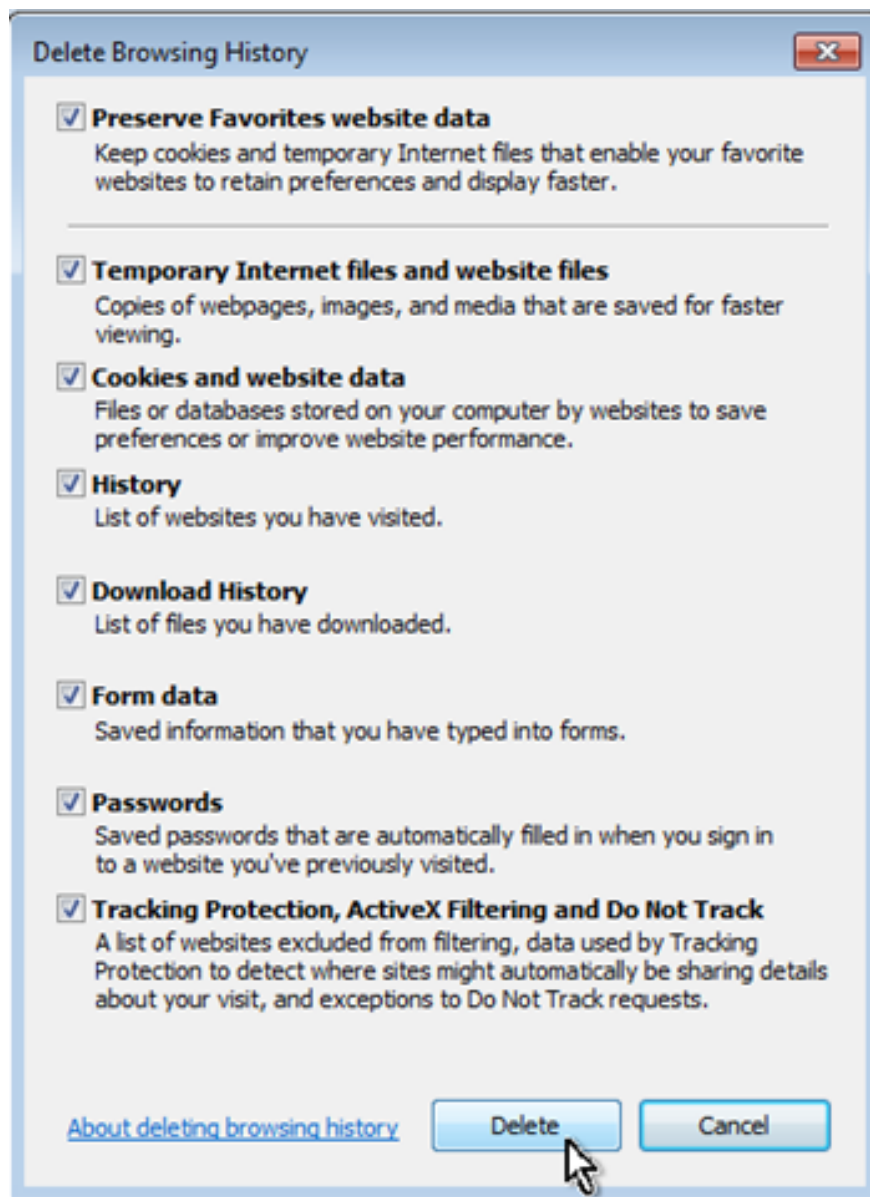 Delete Browsing History
Preserve Favorites website data
Keep cookies and temporary Internet files that enable your favorite
websites to retain preferences and display faster.
Temporary Internet files and website files
Copies of webpages, images, and media that are saved for faster
viewing.
Cookies and website data
Files or databases stored on your computer by websites to save
preferences or improve website performance.
History
List of websites you have visited.
Download History
List of files you have downloaded.
Form data
Saved information that you have typed into forms.
Passwords
Saved passwords that are automatically filled in when you sign in
to a website you've previously visited.
Tracking Protection, ActiveX Filtering and Do Not Track
A list of websites excluded from filtering, data used by Tracking
Protection to detect where sites might automatically be sharing details
about your visit, and exceptions to Do Not Track requests.
About deleting browsing history
Delete
Cancel